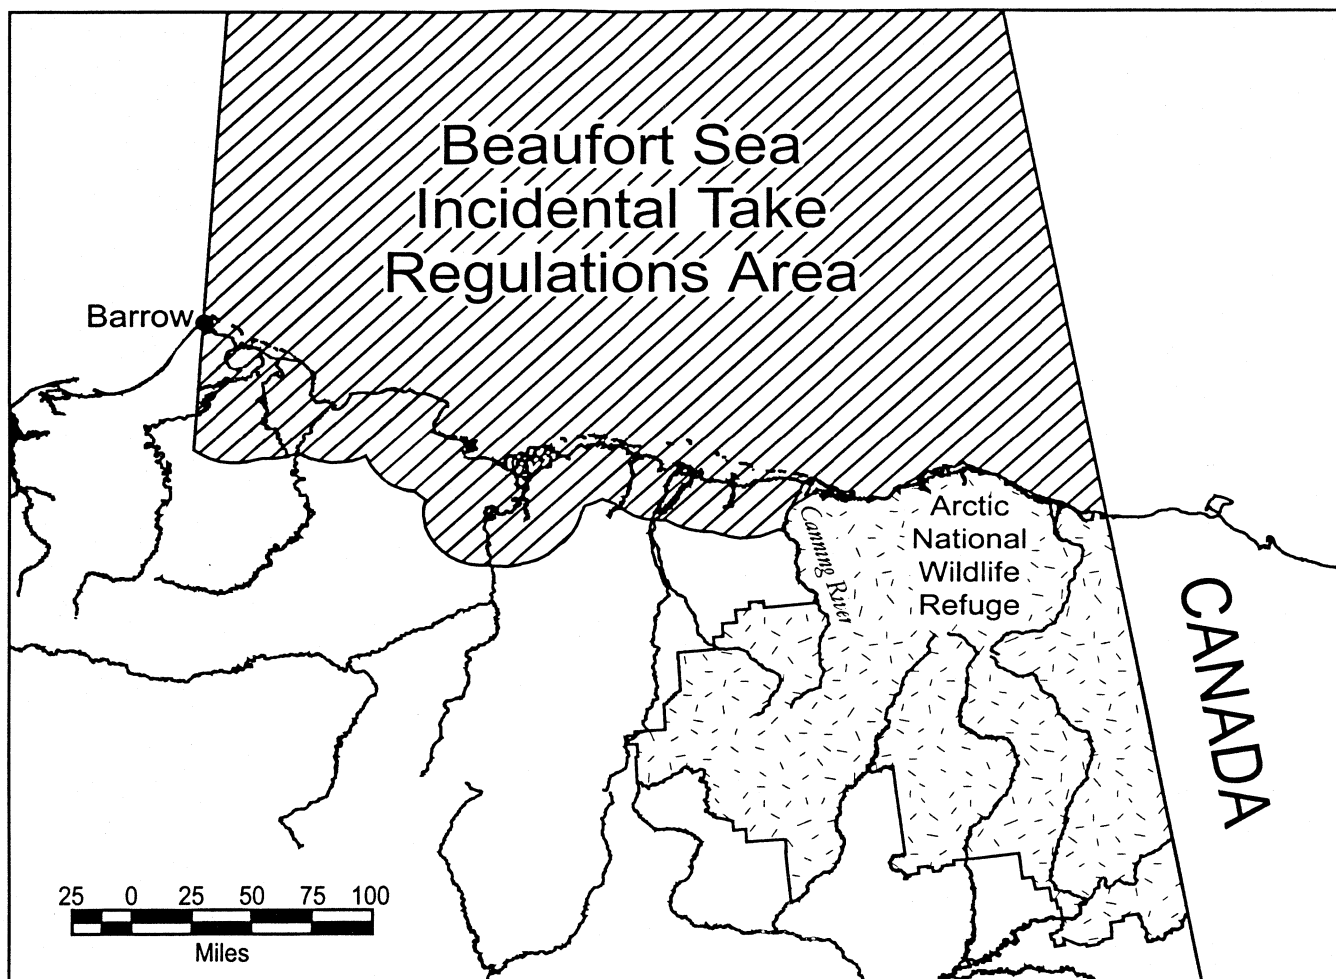 Beaufort Sea
Incidental Take
Regulations Area
Barrow
Canning River
Arctic
National
Wildlife
Refuge
CANADA
25 0 25 50 75 100
Miles